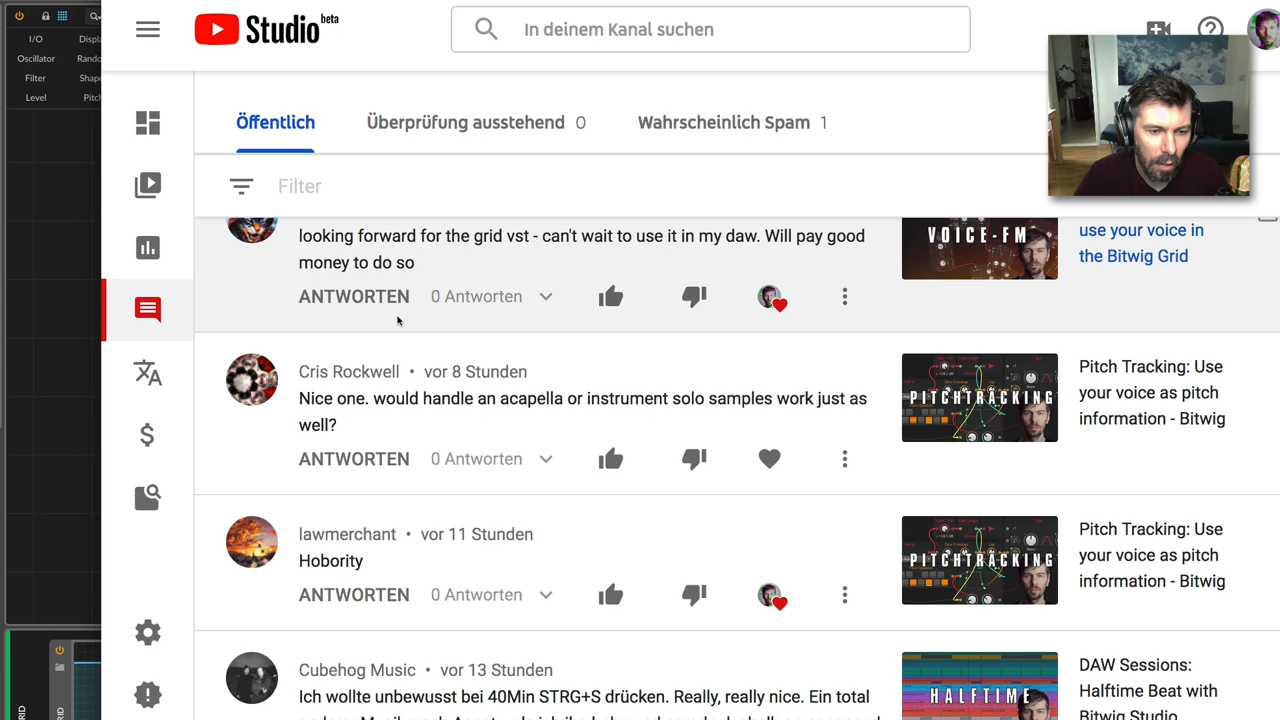 I/O
Displa
Oscillator
Rando
Filter
Shape
Level
Pitch
Studio beta
In deinem Kanal suchen
Öffentlich
Überprüfung ausstehend 0
Wahrscheinlich Spam 1
Filter
looking forward for the grid vst - can't wait to use it in my daw. Will pay good
money to do so
ANTWORTEN 0 Antworten
VOICE-FM
use your voice in
the Bitwig Grid
Cris Rockwell • vor 8 Stunden
Nice one. would handle an acapella or instrument solo samples work just as
well?
ANTWORTEN 0 Antworten
PITCHTRACKING
Pitch Tracking: Use
your voice as pitch
information - Bitwig
lawmerchant • vor 11 Stunden
Hobority
ANTWORTEN 0 Antworten
PITCHTRACKING
Pitch Tracking: Use
your voice as pitch
information - Bitwig
Cubehog Music • vor 13 Stunden
Ich wollte unbewusst bei 40Min STRG+S drücken. Really, really nice. Ein total
HALFTIME
DAW Sessions:
Halftime Beat with
Bitwig Studio